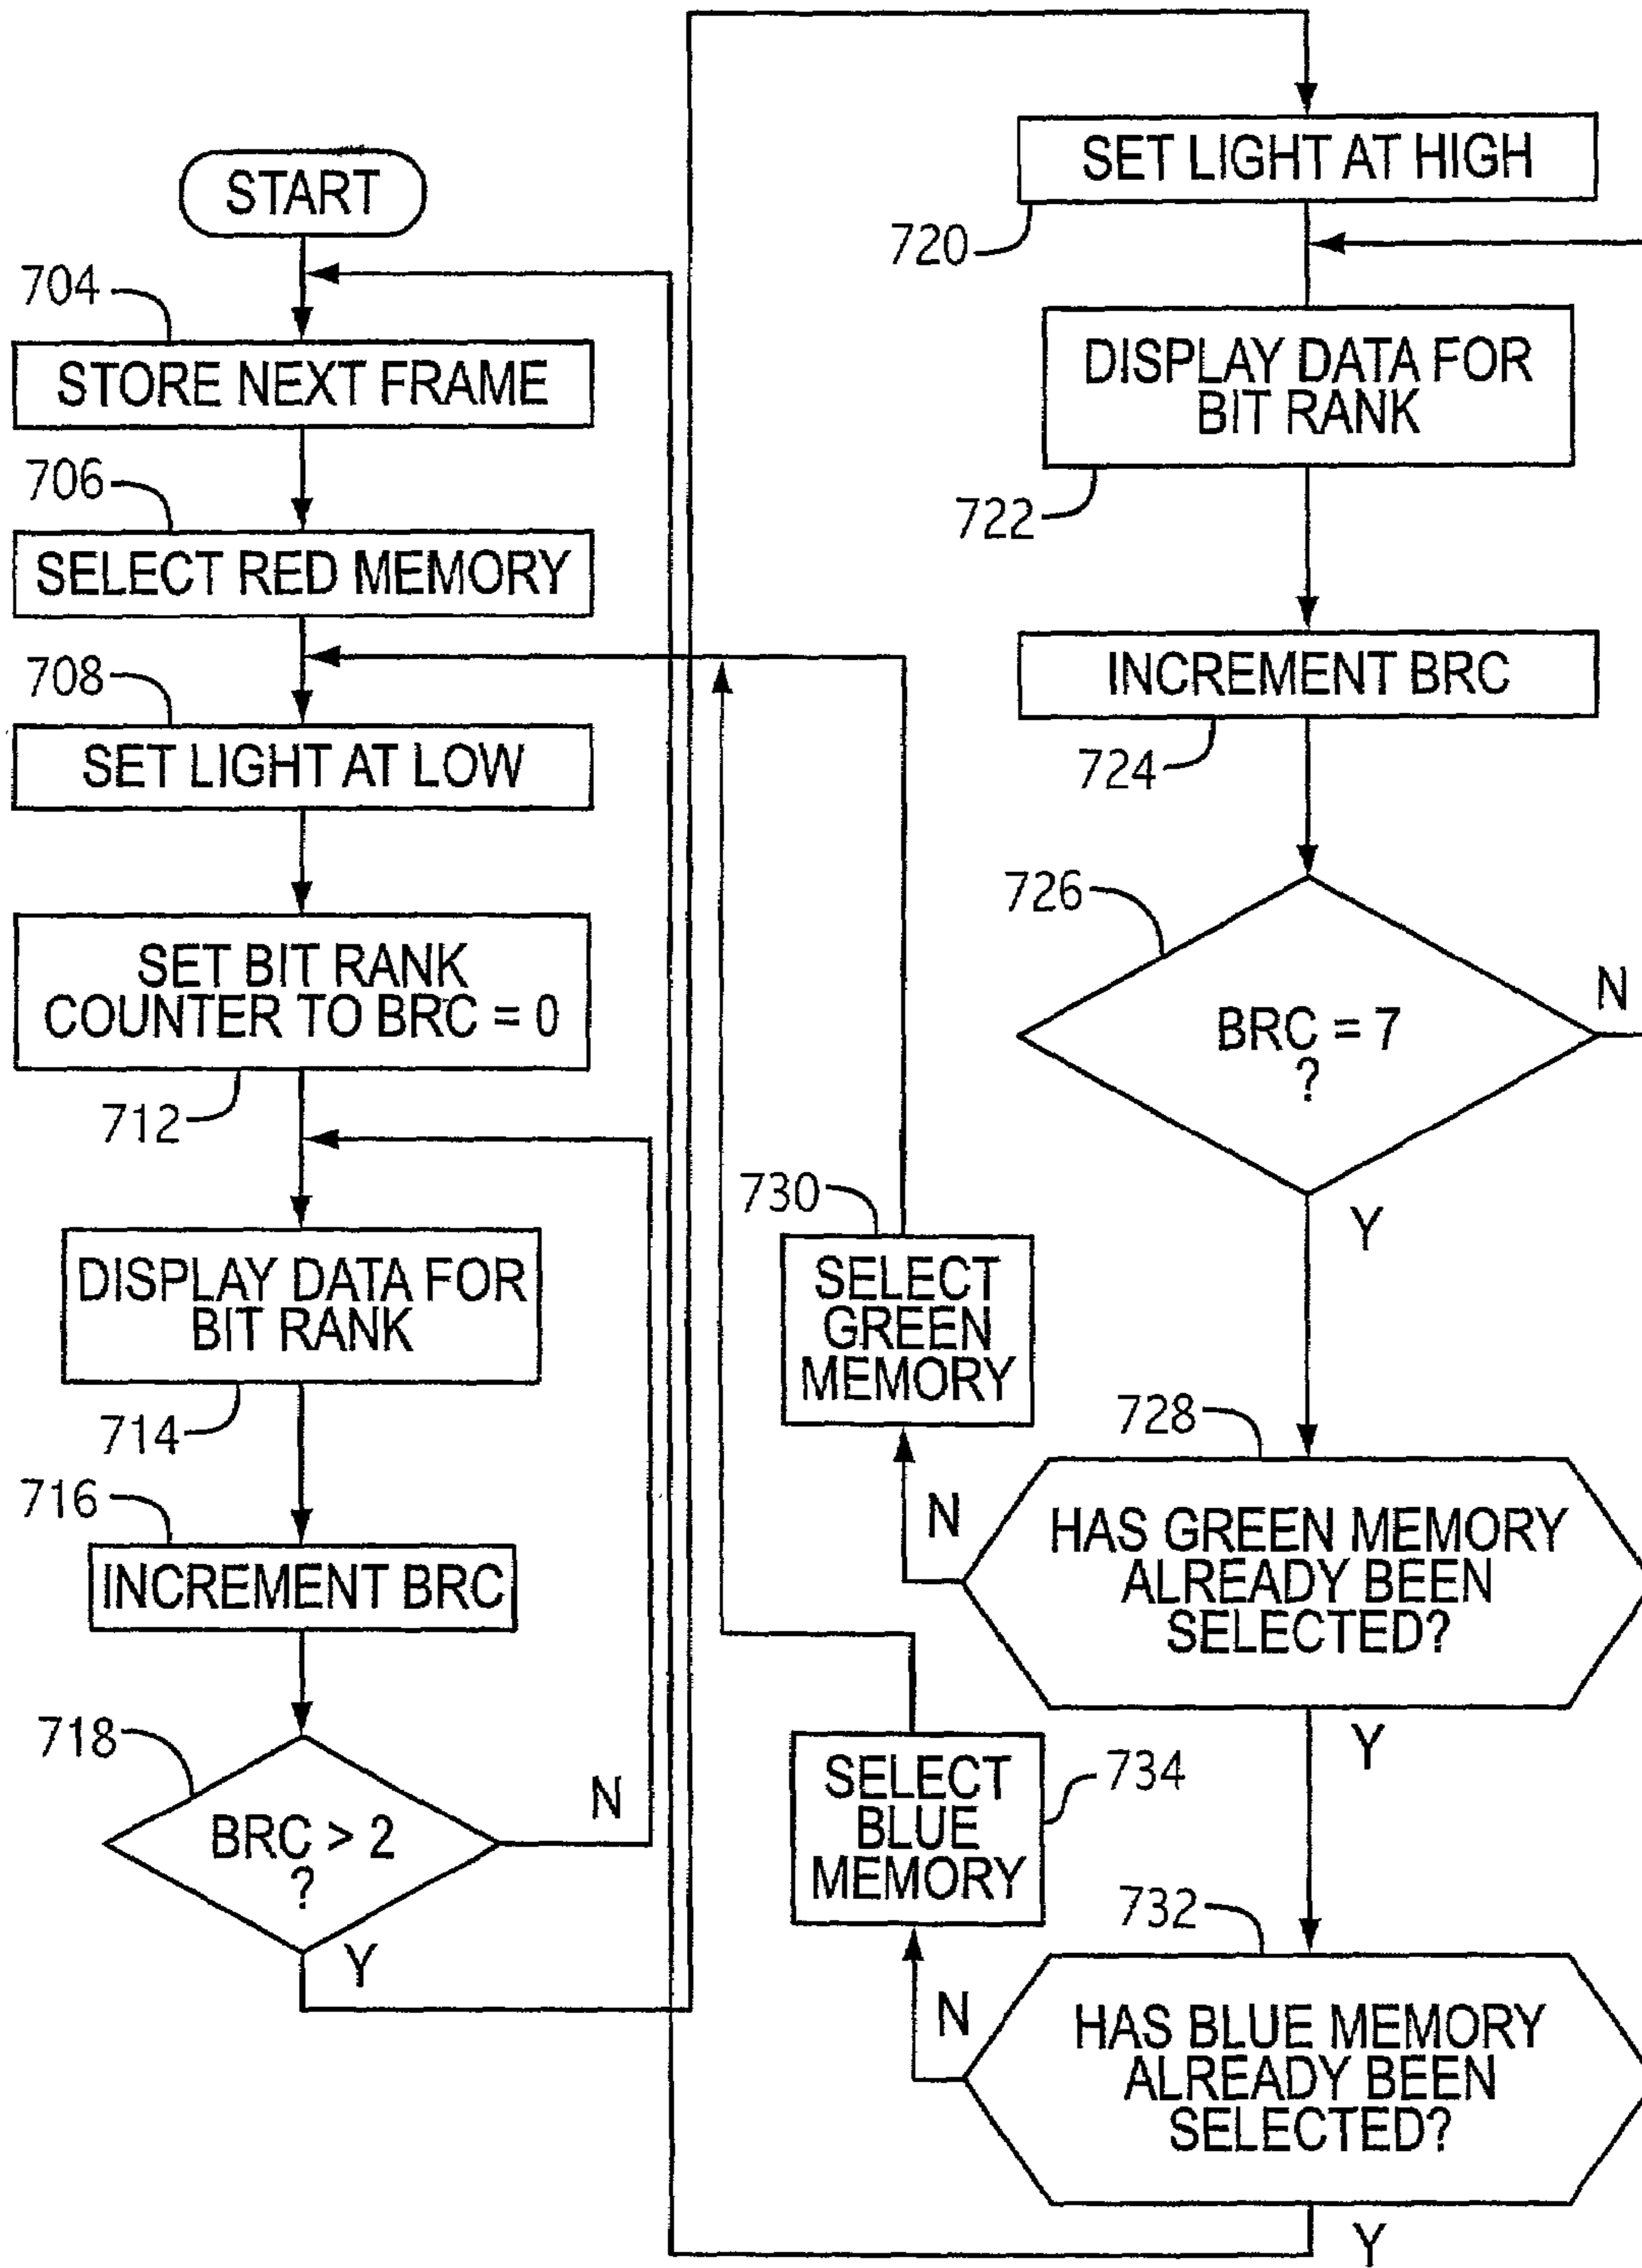 START
704
STORE NEXT FRAME
706
SELECT RED MEMORY
708
SET LIGHT AT LOW
SET BIT RANK
COUNTER TO BRC = 0
712
DISPLAY DATA FOR
BIT RANK
714
716
INCREMENT BRC
718
BRC > 2
?
N
Y
SET LIGHT AT HIGH
720
DISPLAY DATA FOR
BIT RANK
722
INCREMENT BRC
724
726
BRC = 7
?
N
Y
730
SELECT
GREEN
MEMORY
728
N
HAS GREEN MEMORY
ALREADY BEEN
SELECTED?
Y
SELECT
BLUE
MEMORY
734
732
N
HAS BLUE MEMORY
ALREADY BEEN
SELECTED?
Y